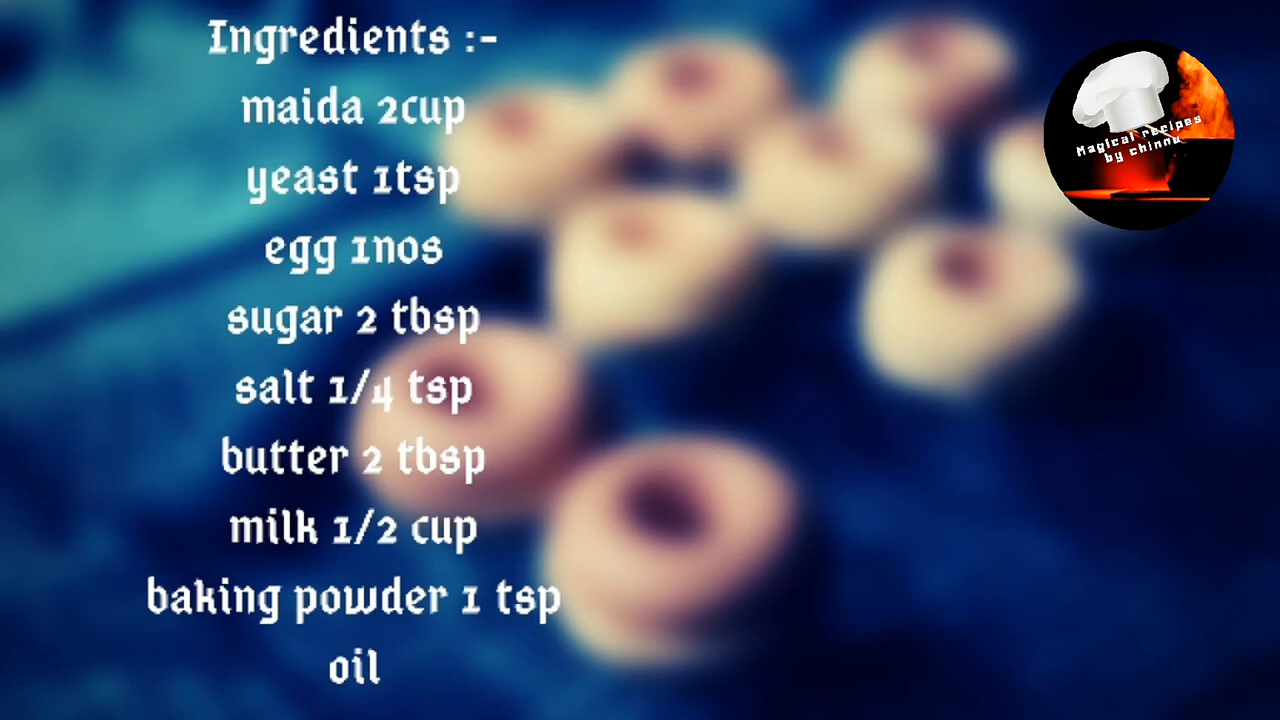 Ingredients :-
maida 2cup
yeast 1tsp
egg 1nos
sugar 2 tbsp
salt 1/4 tsp
butter 2 tbsp
milk 1/2 cup
baking powder 1 tsp
oil
Magical recipes
by chinnu